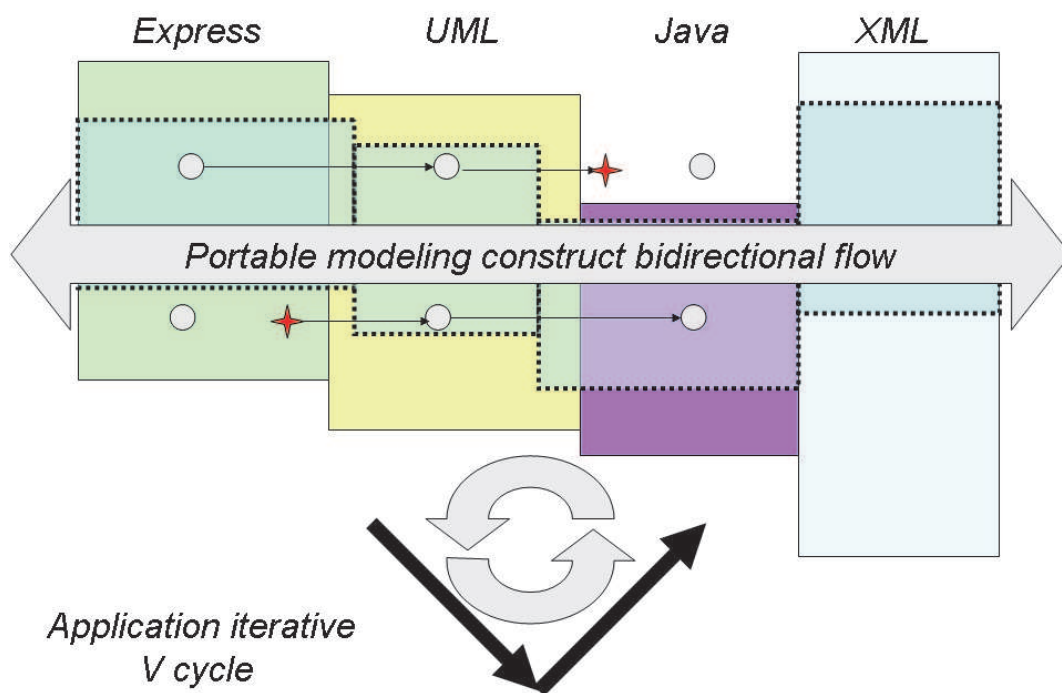 Express UML Java XML
Portable modeling construct bidirectional flow
Application iterative
V cycle